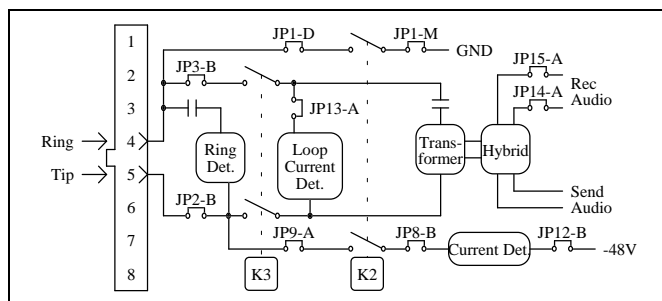 1
JP1-D
JP1-M
GND
2
JP3-B
JP15-A
Rec
Audio
JP14-A
3
JP13-A
Ring
4
Ring
Det.
Loop
Current
Det.
Trans-
former
Hybrid
Tip
5
6
JP2-B
Send
Audio
7
JP9-A
JP8-B
Current Det.
JP12-B
-48V
8
K3
K2